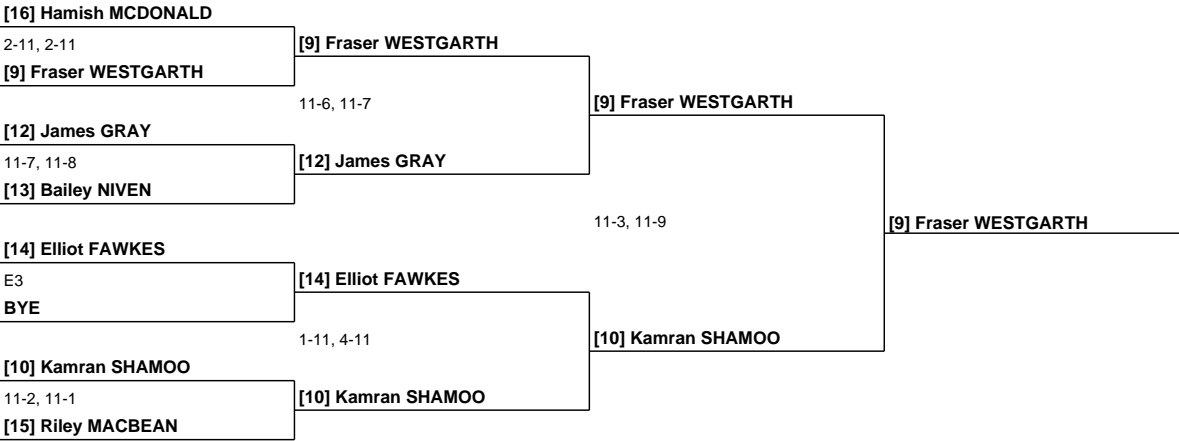 [16] Hamish MCDONALD
2-11, 2-11
[9] Fraser WESTGARTH
[9] Fraser WESTGARTH
11-6, 11-7
[9] Fraser WESTGARTH
[12] James GRAY
11-7, 11-8
[12] James GRAY
[13] Bailey NIVEN
11-3, 11-9
[9] Fraser WESTGARTH
[14] Elliot FAWKES
E3
[14] Elliot FAWKES
BYE
1-11, 4-11
[10] Kamran SHAMOO
[10] Kamran SHAMOO
11-2, 11-1
[10] Kamran SHAMOO
[15] Riley MACBEAN